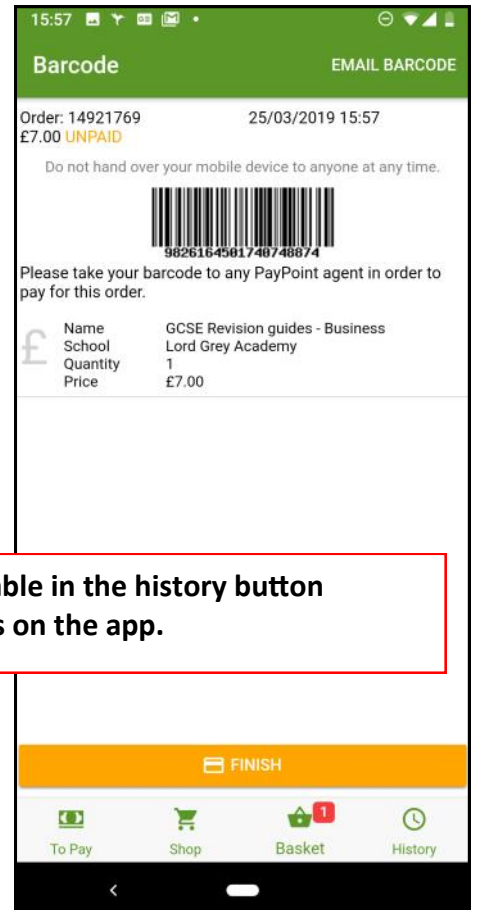 15:57
Barcode EMAIL BARCODE
Order: 14921769 25/03/2019 15:57
£7.00 UNPAID
Do not hand over your mobile device to anyone at any time.
9826164501740748874
Please take your barcode to any PayPoint agent in order to
pay for this order.
£
Name GCSE Revision guides - Business
School Lord Grey Academy
Quantity 1
Price £7.00
in the history button
on the app.
FINISH
1
To Pay Shop Basket History